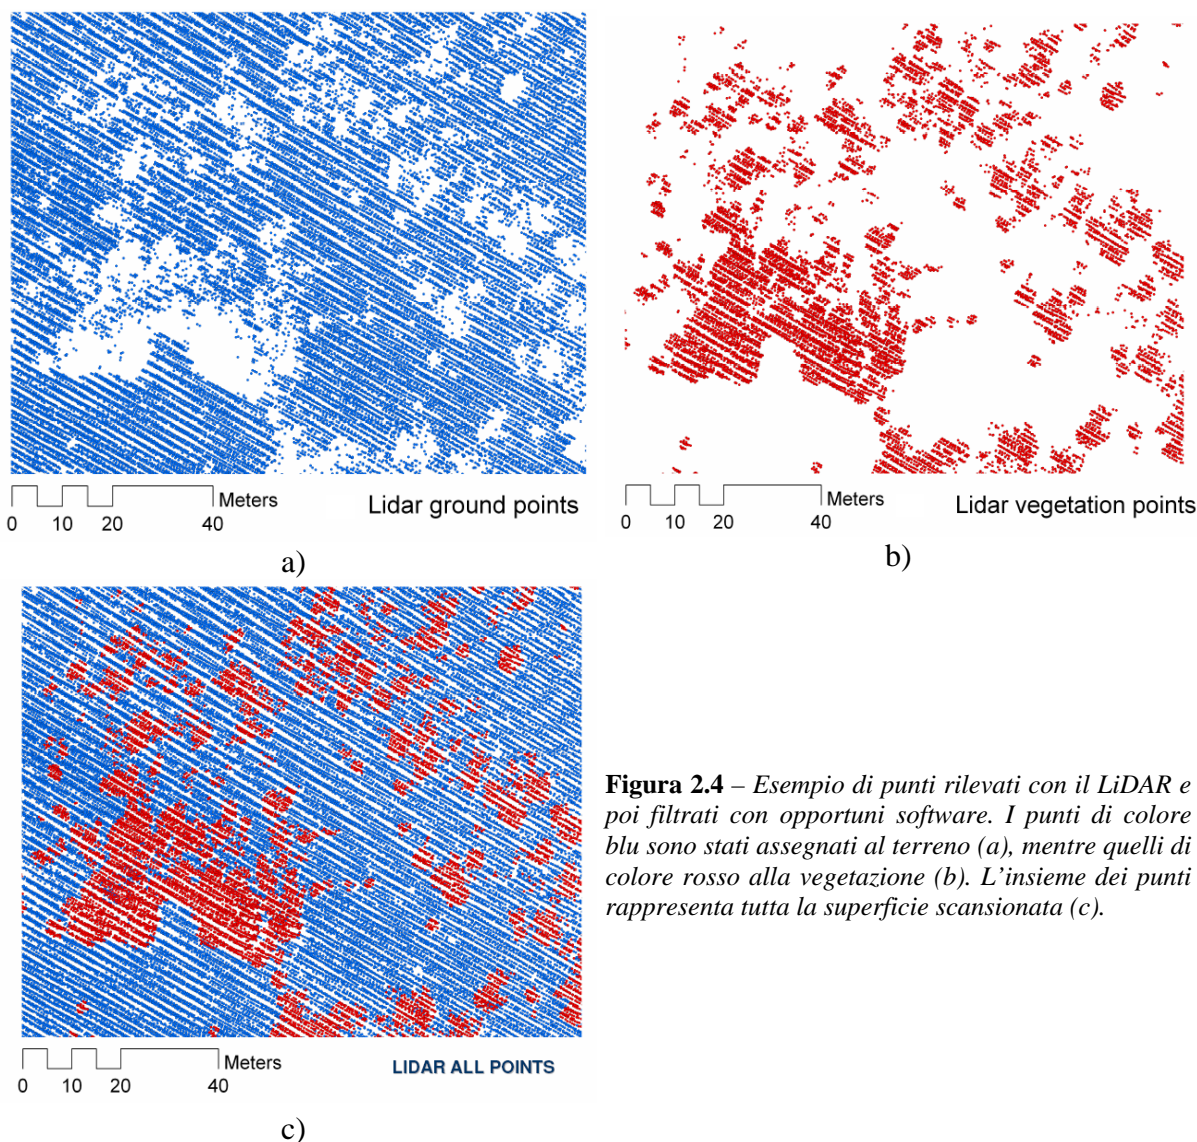 Meters
0 10 20 40
Lidar ground points
a)
Meters
0 10 20 40
Lidar vegetation points
b)
Meters
0 10 20 40
LIDAR ALL POINTS
c)
Figura 2.4 – Esempio di punti rilevati con il LiDAR e
poi filtrati con opportuni software. I punti di colore
blu sono stati assegnati al terreno (a), mentre quelli di
colore rosso alla vegetazione (b). L’insieme dei punti
rappresenta tutta la superficie scansionata (c).